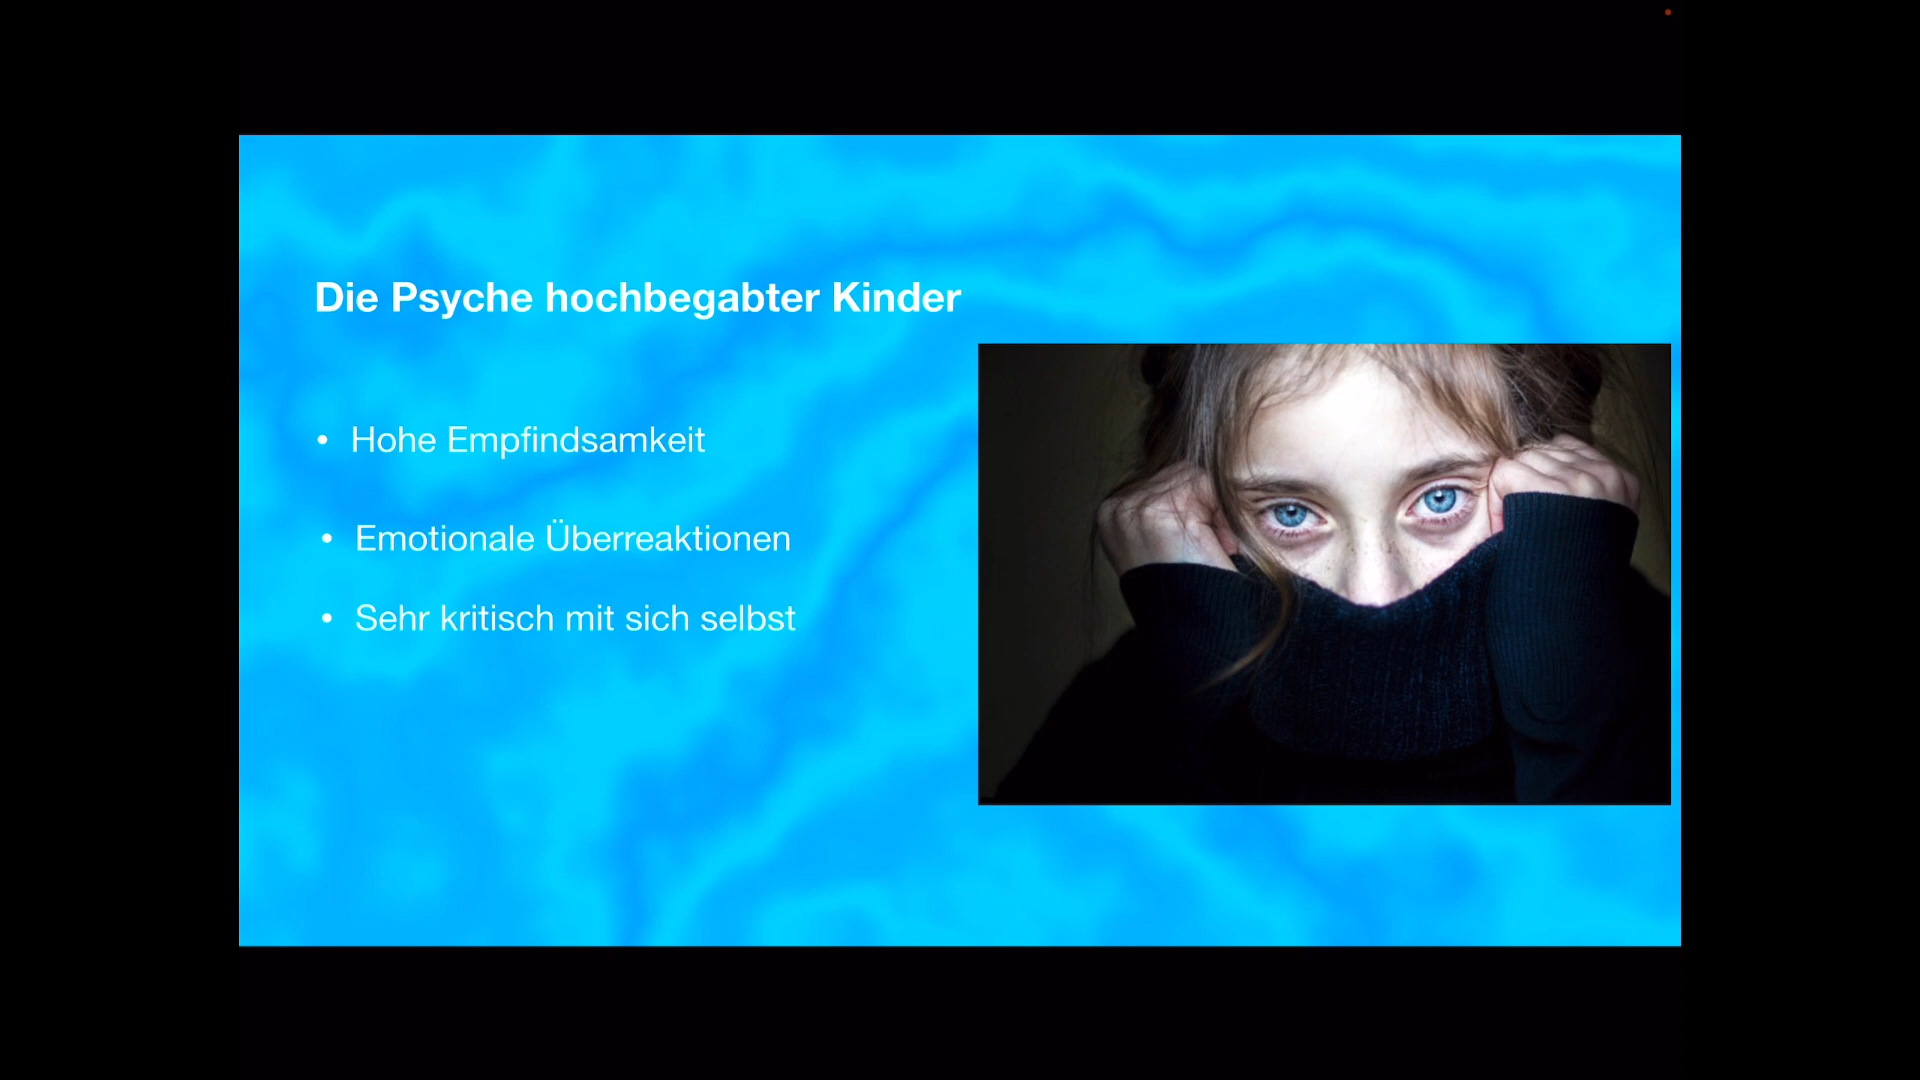 Die Psyche hochbegabter Kinder
• Hohe Empfindsamkeit
• Emotionale Überreaktionen
• Sehr kritisch mit sich selbst